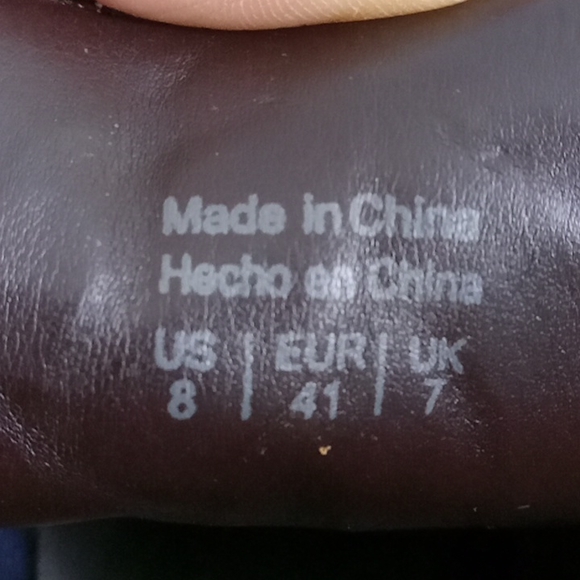 Made in China
Hecho en China
US | EUR | UK
8 | 41 | 7